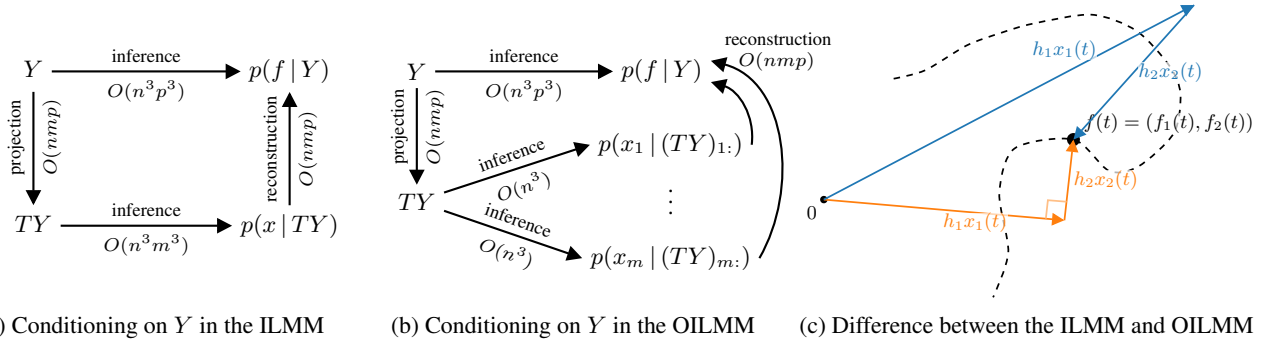 inference
Y
p(f | Y)
O(n³p³)
projection
O(nmp)
reconstruction
O(nmp)
inference
TY
p(x | TY)
O(n³m³)
) Conditioning on Y in the ILMM
reconstruction
O(nmp)
inference
Y
p(f | Y)
O(n³p³)
projection
O(nmp)
p(x₁ | (TY)₁:)
inference
O(n³)
TY
⋮
inference
O(n³)
p(xₘ | (TY)ₘ:)
(b) Conditioning on Y in the OILMM
h₁x₁(t)
h₂x₂(t)
f(t) = (f₁(t), f₂(t))
h₂x₂(t)
0
h₁x₁(t)
(c) Difference between the ILMM and OILMM